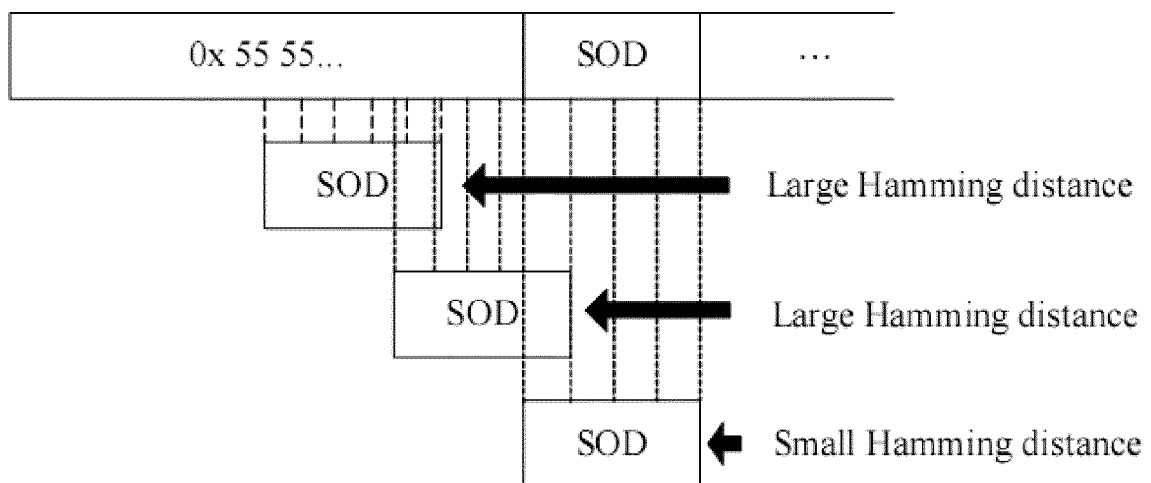 0x 55 55... SOD ...
SOD Large Hamming distance
SOD Large Hamming distance
SOD Small Hamming distance